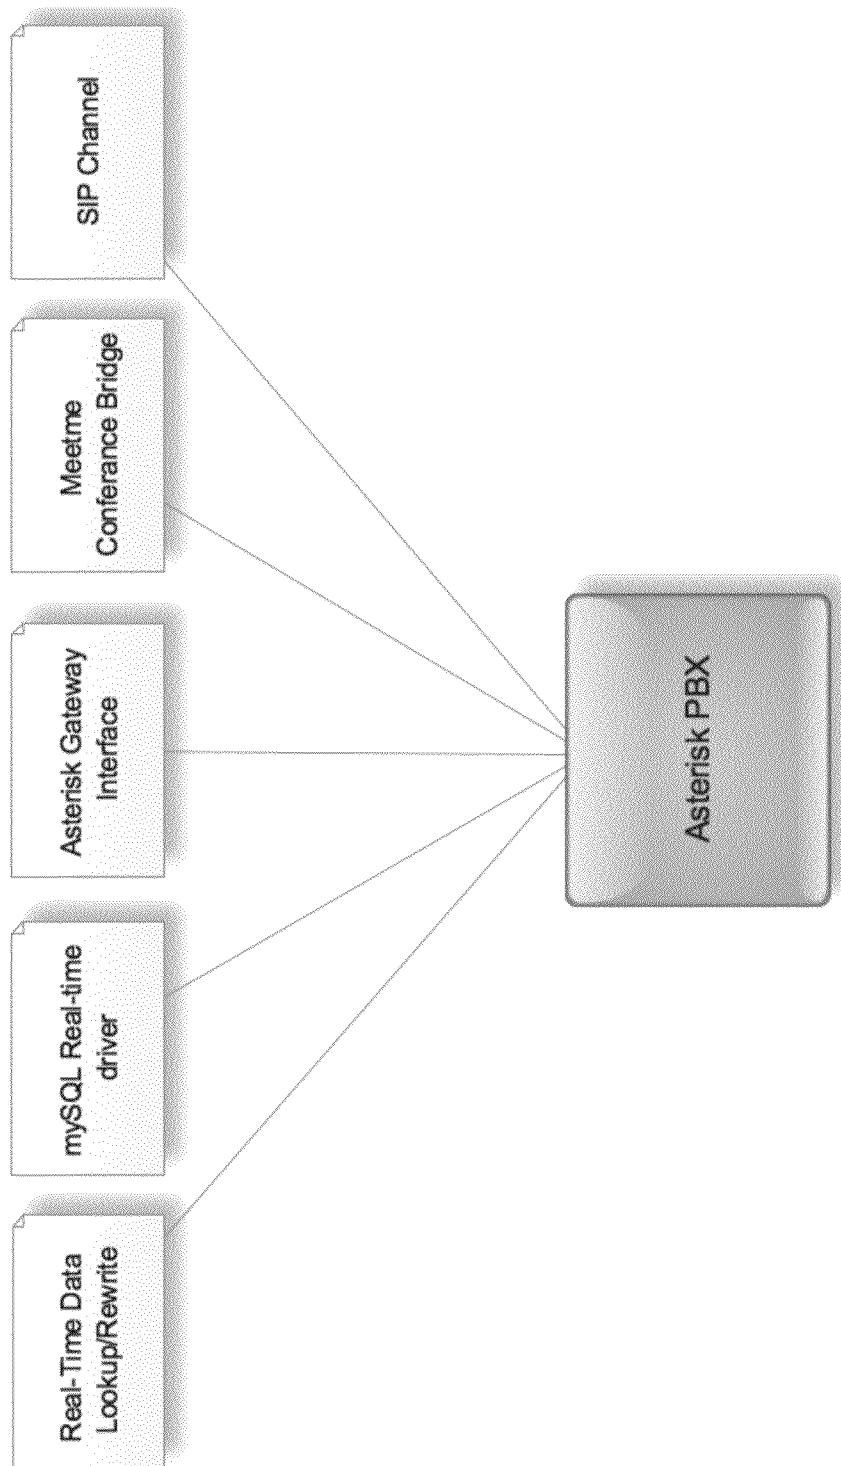 Real-Time Data
Lookup/Rewrite
mySQL Real-time
driver
Asterisk Gateway
Interface
Meetme
Conferance Bridge
SIP Channel
Asterisk PBX